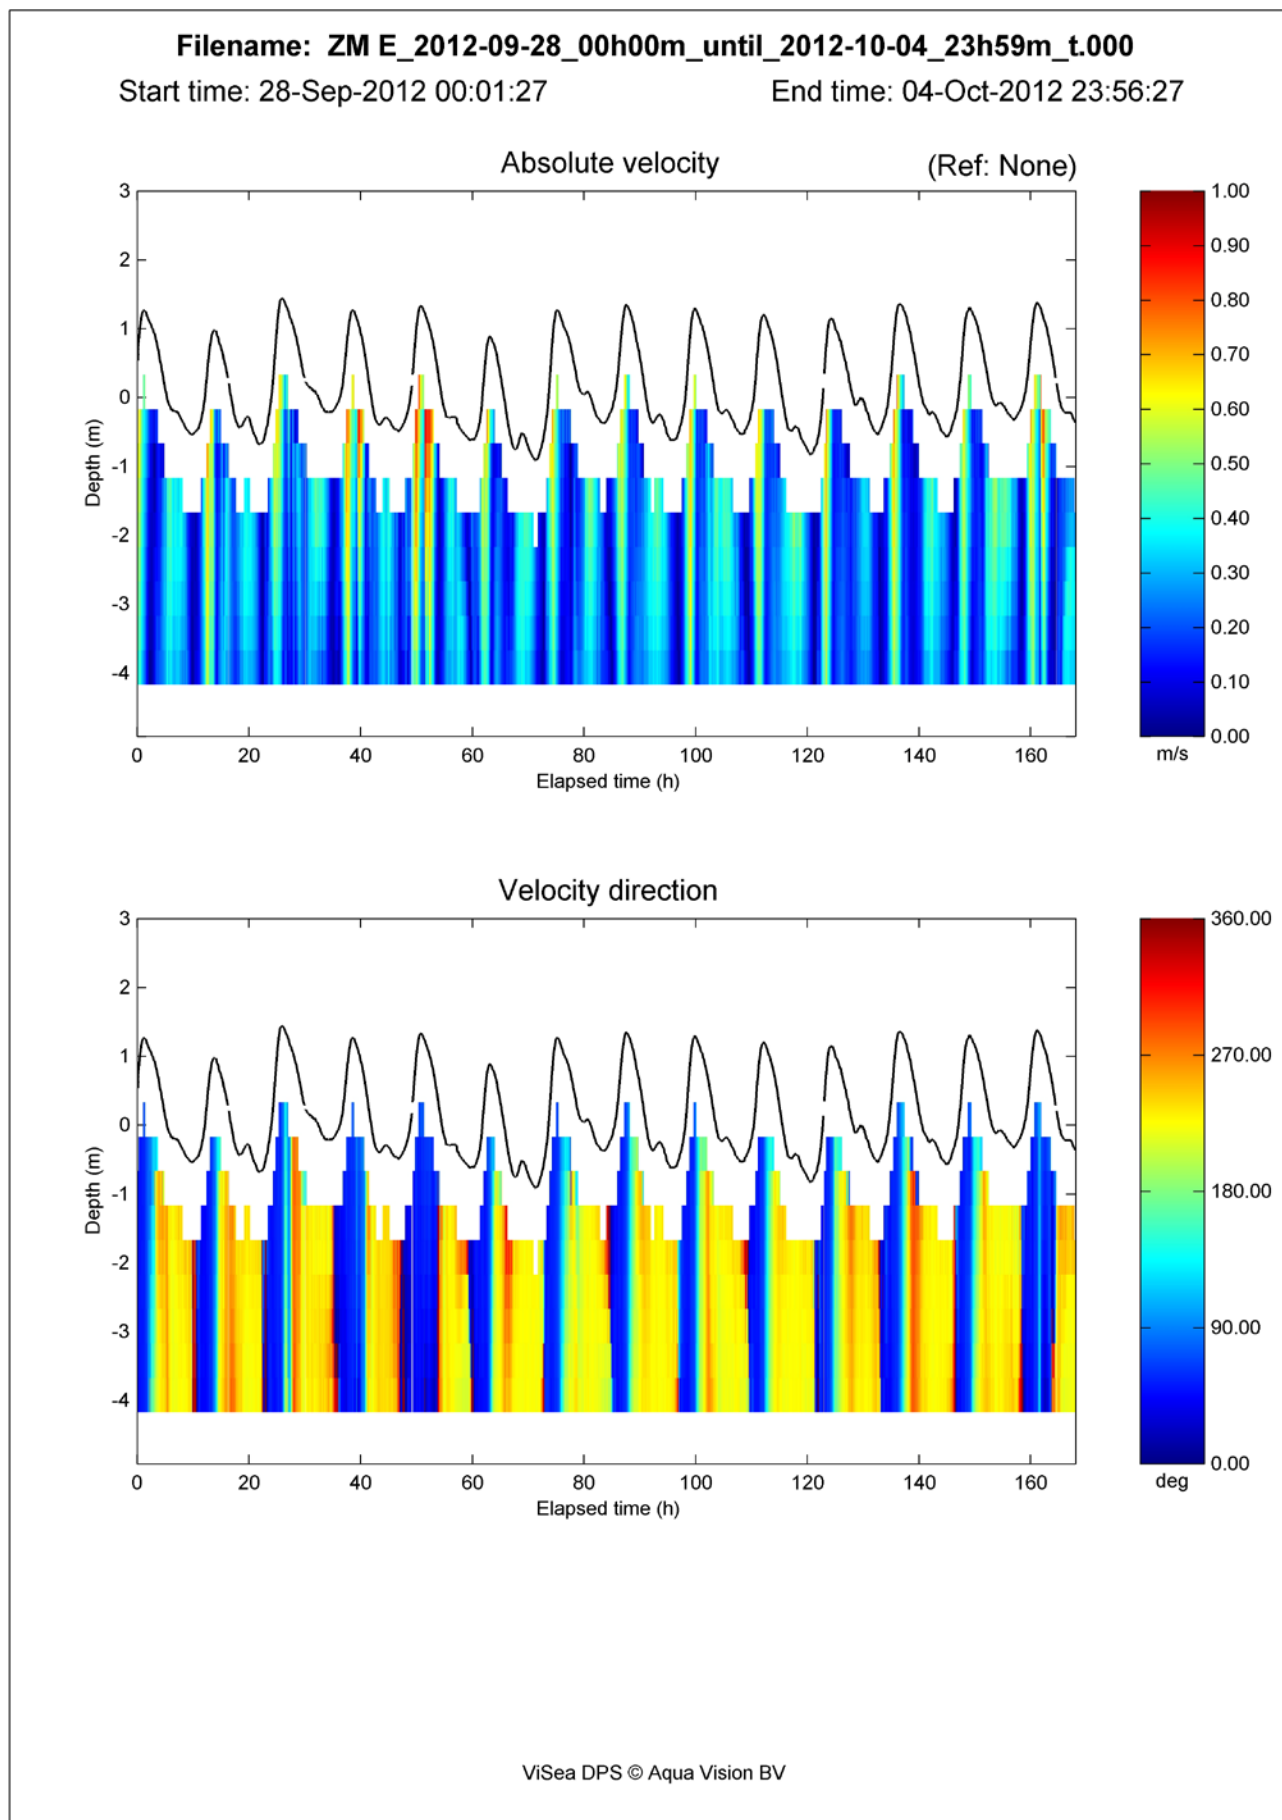 Filename: ZM E_2012-09-28_00h00m_until_2012-10-04_23h59m_t.000
Start time: 28-Sep-2012 00:01:27 End time: 04-Oct-2012 23:56:27
Absolute velocity (Ref: None)
3
2
1
0
-1
-2
-3
-4
Depth (m)
0 20 40 60 80 100 120 140 160
Elapsed time (h)
1.00
0.90
0.80
0.70
0.60
0.50
0.40
0.30
0.20
0.10
0.00
m/s
Velocity direction
3
2
1
0
-1
-2
-3
-4
Depth (m)
0 20 40 60 80 100 120 140 160
Elapsed time (h)
360.00
270.00
180.00
90.00
0.00
deg
ViSea DPS © Aqua Vision BV